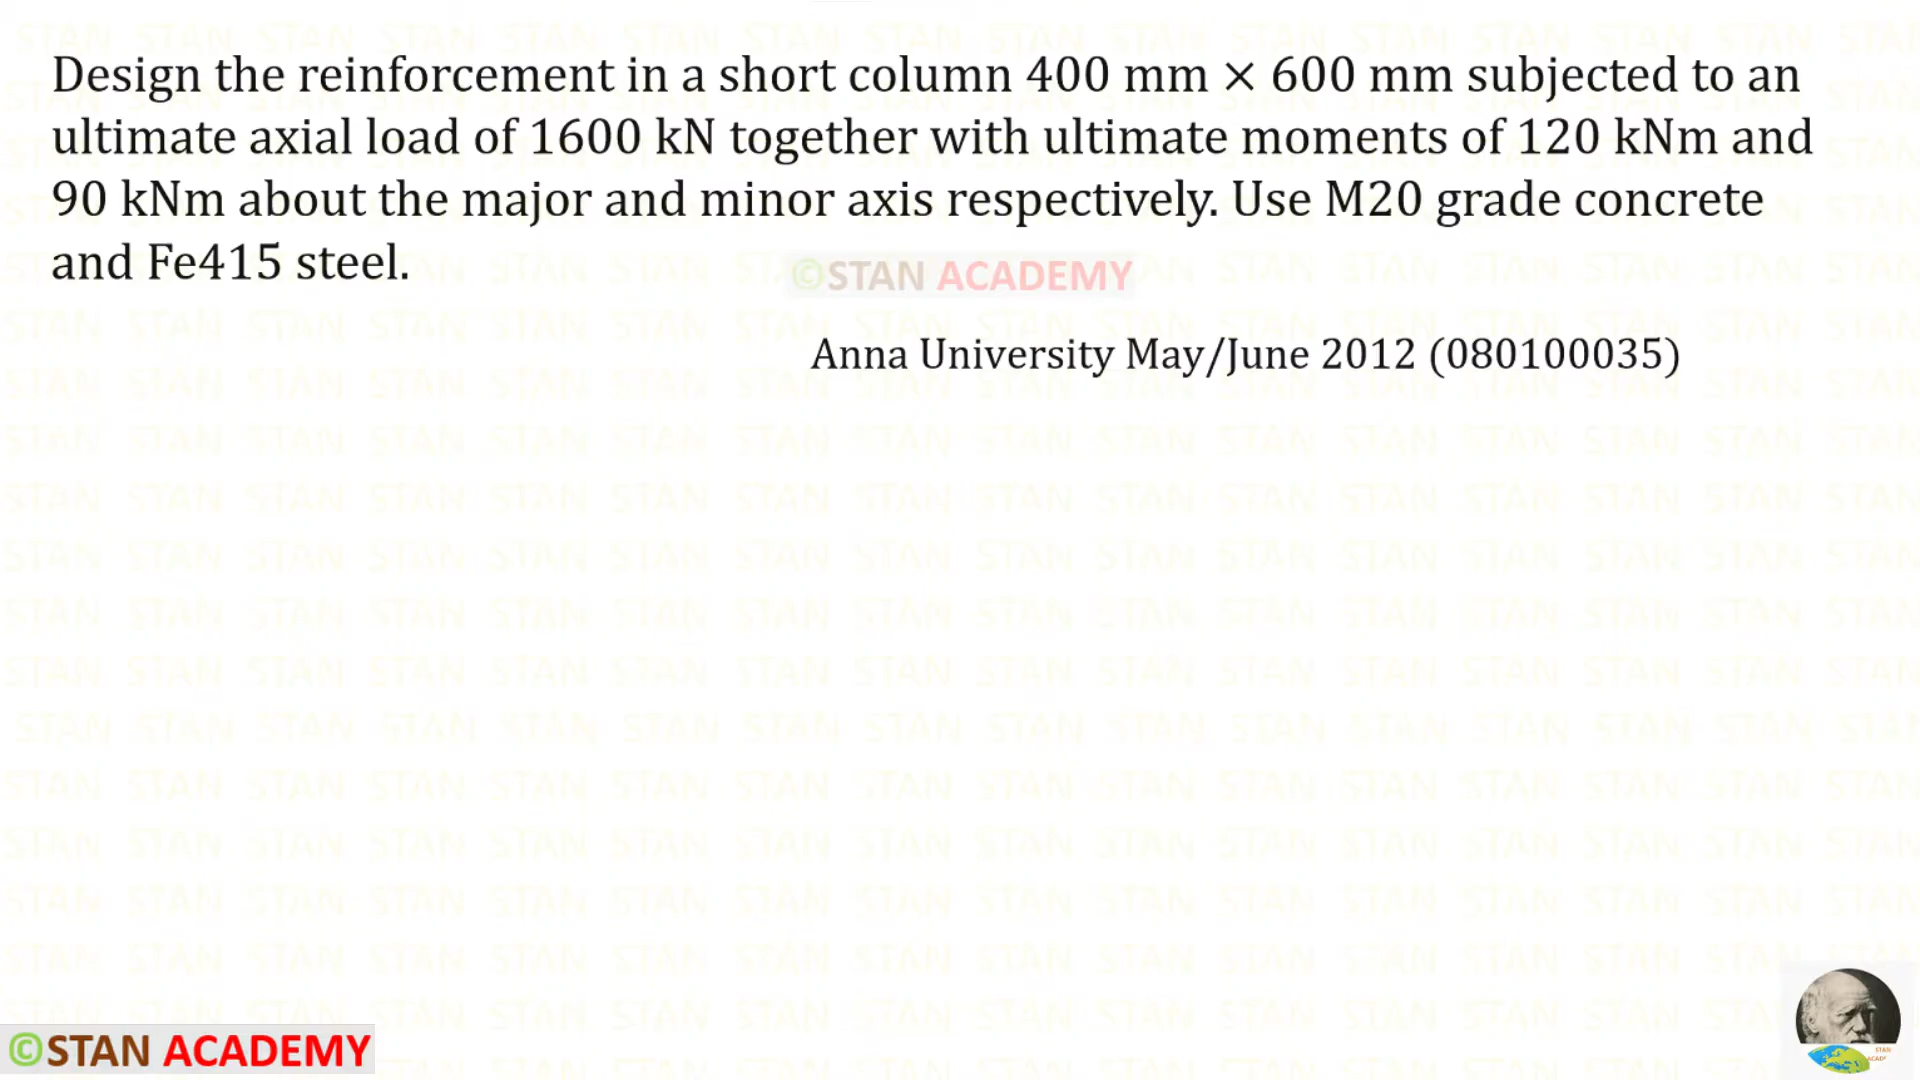 Design the reinforcement in a short column 400 mm × 600 mm subjected to an
ultimate axial load of 1600 kN together with ultimate moments of 120 kNm and
90 kNm about the major and minor axis respectively. Use M20 grade concrete
and Fe415 steel.
©STAN ACADEMY
Anna University May/June 2012 (080100035)
©STAN ACADEMY